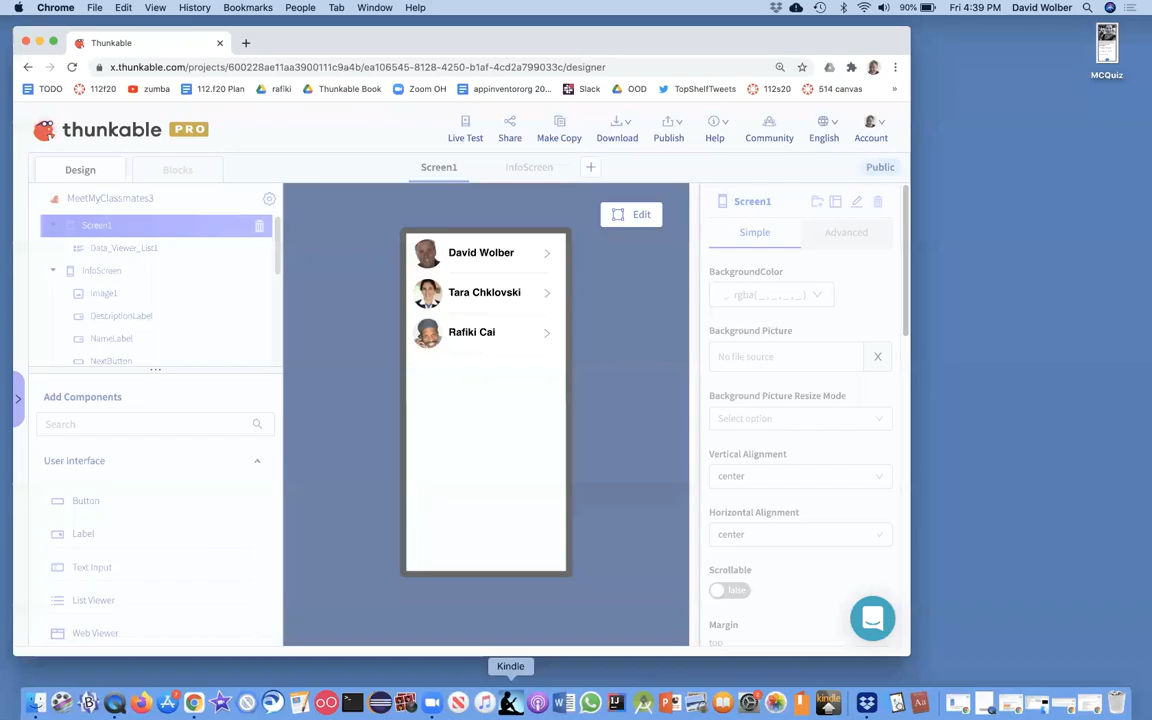 Chrome File Edit View History Bookmarks People Tab Window Help 90% Fri 4:39 PM David Wolber
Thunkable
x.thunkable.com/projects/600228ae11aa3900111c9a4b/ea106545-8128-4250-b1af-4cd2a799033c/designer
TODO 112f20 zumba 112.f20 Plan rafiki Thunkable Book Zoom OH appinventororg 20... Slack OOD TopShelfTweets 112s20 514 canvas »
MCQuiz
thunkable PRO
Live Test Share Make Copy Download Publish Help Community English Account
Design Blocks Screen1 InfoScreen + Public
MeetMyClassmates3
Screen1
Data_Viewer_List1
InfoScreen
Image1
DescriptionLabel
NameLabel
NextButton
Add Components
Search
User interface
Button
Label
Text Input
List Viewer
Web Viewer
Edit
David Wolber
Tara Chklovski
Rafiki Cai
Screen1
Simple Advanced
BackgroundColor
rgba(_,_,_,_)
Background Picture
No file source X
Background Picture Resize Mode
Select option
Vertical Alignment
center
Horizontal Alignment
center
Scrollable
false
Margin
top
Kindle
kindle